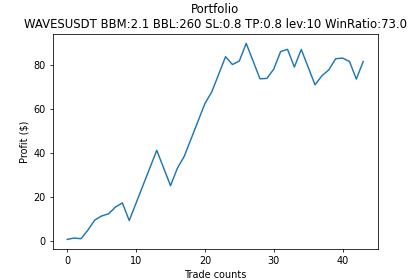 Portfolio
WAVESUSDT BBM:2.1 BBL:260 SL:0.8 TP:0.8 lev:10 WinRatio:73.0
80
60
40
20
0
Profit ($)
0
10
20
30
40
Trade counts